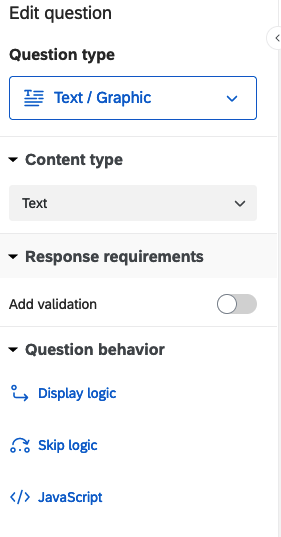 Edit question
Question type
Text / Graphic
Content type
Text
Response requirements
Add validation
Question behavior
Display logic
Skip logic
JavaScript